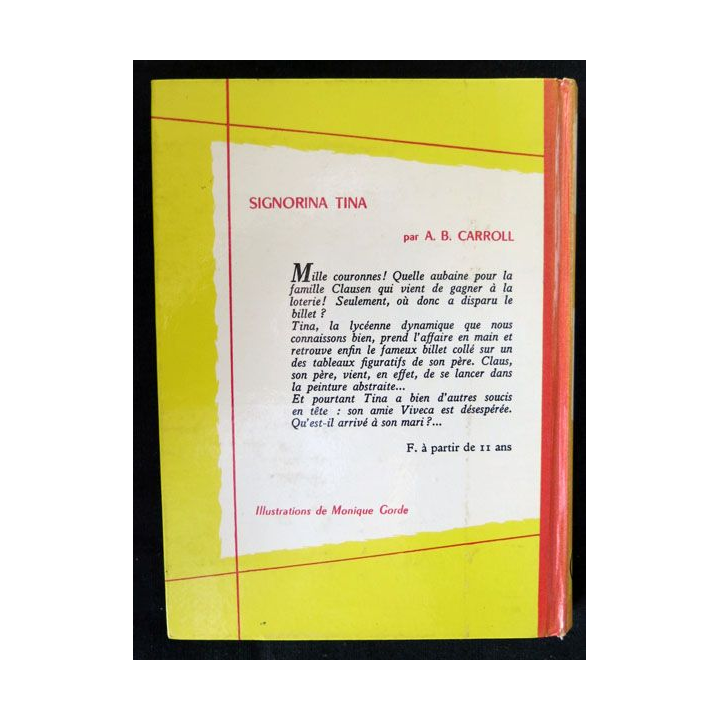 SIGNORINA TINA
par A. B. CARROLL
Mille couronnes! Quelle aubaine pour la
famille Clausen qui vient de gagner à la
loterie! Seulement, où donc a disparu le
billet ?
Tina, la lycéenne dynamique que nous
connaissons bien, prend l'affaire en main et
retrouve enfin le fameux billet collé sur un
des tableaux figuratifs de son père. Claus,
son père, vient, en effet, de se lancer dans
la peinture abstraite...
Et pourtant Tina a bien d'autres soucis
en tête : son amie Viveca est désespérée.
Qu'est-il arrivé à son mari ?...
F. à partir de 11 ans
Illustrations de Monique Gorde